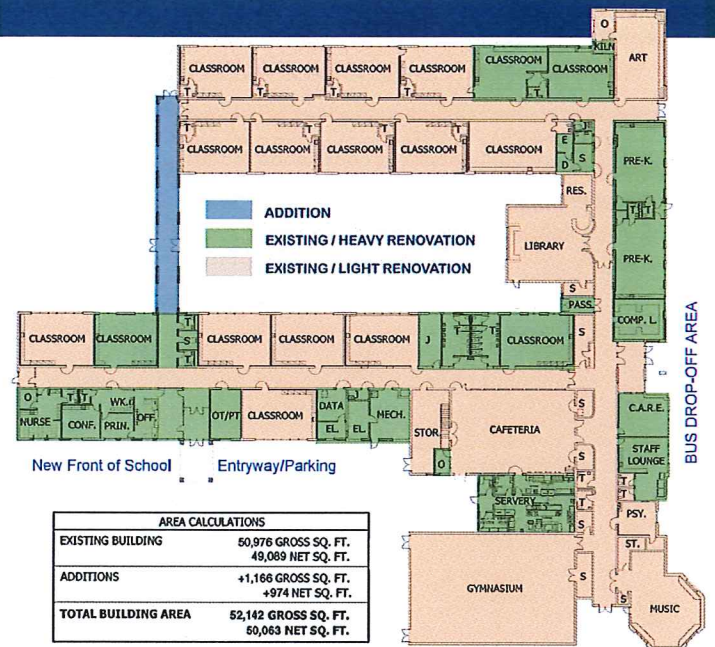 O
KILN
ART
CLASSROOM CLASSROOM CLASSROOM CLASSROOM CLASSROOM CLASSROOM
T T T T T
T T T T
CLASSROOM CLASSROOM CLASSROOM CLASSROOM CLASSROOM
E
D
S
PRE-K.
RES.
T T
ADDITION
EXISTING / HEAVY RENOVATION
EXISTING / LIGHT RENOVATION
LIBRARY
PRE-K.
S
PASS.
COMP. L.
CLASSROOM CLASSROOM
T
S
T
CLASSROOM CLASSROOM CLASSROOM
J
T T
CLASSROOM
S
BUS DROP-OFF AREA
O
NURSE
T T
CONF.
WK.
PRIN.
OFF.
OT/PT
CLASSROOM
DATA
EL.
J
EL.
MECH.
STOR.
O
CAFETERIA
S
S
C.A.R.E.
STAFF
LOUNGE
New Front of School
Entryway/Parking
SERVERY
T
T
S
T
T
PSY.
ST.
AREA CALCULATIONS
EXISTING BUILDING 50,976 GROSS SQ. FT.
49,089 NET SQ. FT.
ADDITIONS +1,166 GROSS SQ. FT.
+974 NET SQ. FT.
TOTAL BUILDING AREA 52,142 GROSS SQ. FT.
50,063 NET SQ. FT.
GYMNASIUM
S
S
MUSIC